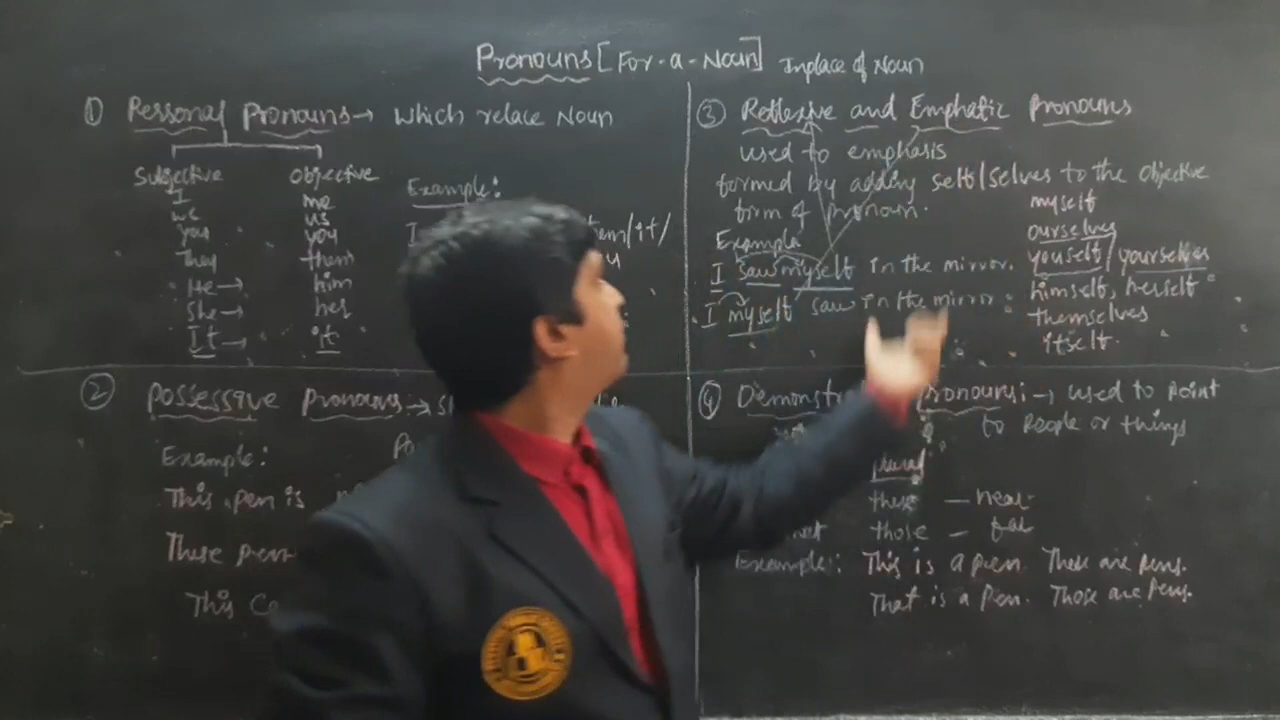 Pronouns [For-a-Noun] Inplace of Noun
① Personal Pronouns → which relace Noun
Subjective objective
I me
we us
you you
They them
He → him
She → her
It → it
Example:
I
② Possessive Pronouns →
Example:
This pen is
These pen
This
③ Reflexive and Emphatic Pronouns
used to emphasis
formed by adding self/selves to the objective
form of pronoun.
Example
I saw myself in the mirror.
I myself saw in the mirror.
myself
ourselves
youself / yourselves
himself, herself
themselves
itself.
④ pronouns: → used to point
to people or things
plural
these — near
those — far
Example: This is a pen. These are pens.
That is a pen. Those are pens.